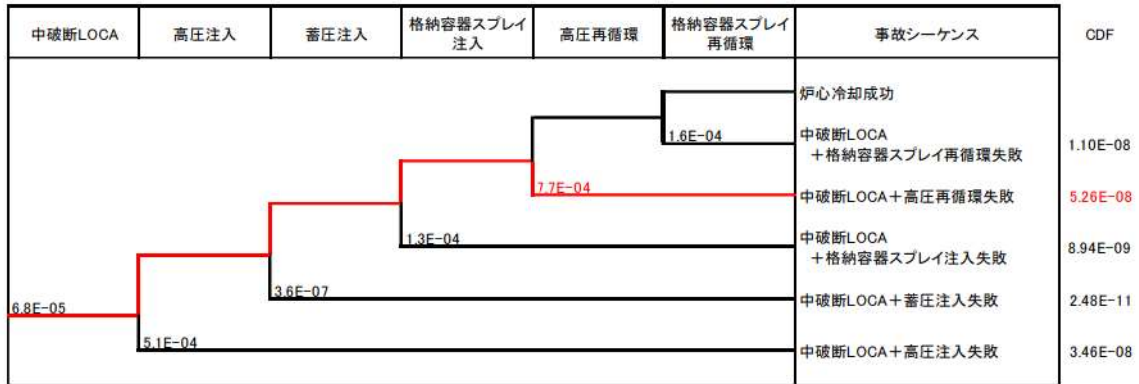 中破断LOCA
高圧注入
蓄圧注入
格納容器スプレイ
注入
高圧再循環
格納容器スプレイ
再循環
事故シーケンス
CDF
炉心冷却成功
1.6E-04
中破断LOCA
+格納容器スプレイ再循環失敗
1.10E-08
7.7E-04
中破断LOCA+高圧再循環失敗
5.26E-08
1.3E-04
中破断LOCA
+格納容器スプレイ注入失敗
8.94E-09
3.6E-07
中破断LOCA+蓄圧注入失敗
2.48E-11
6.8E-05
5.1E-04
中破断LOCA+高圧注入失敗
3.46E-08